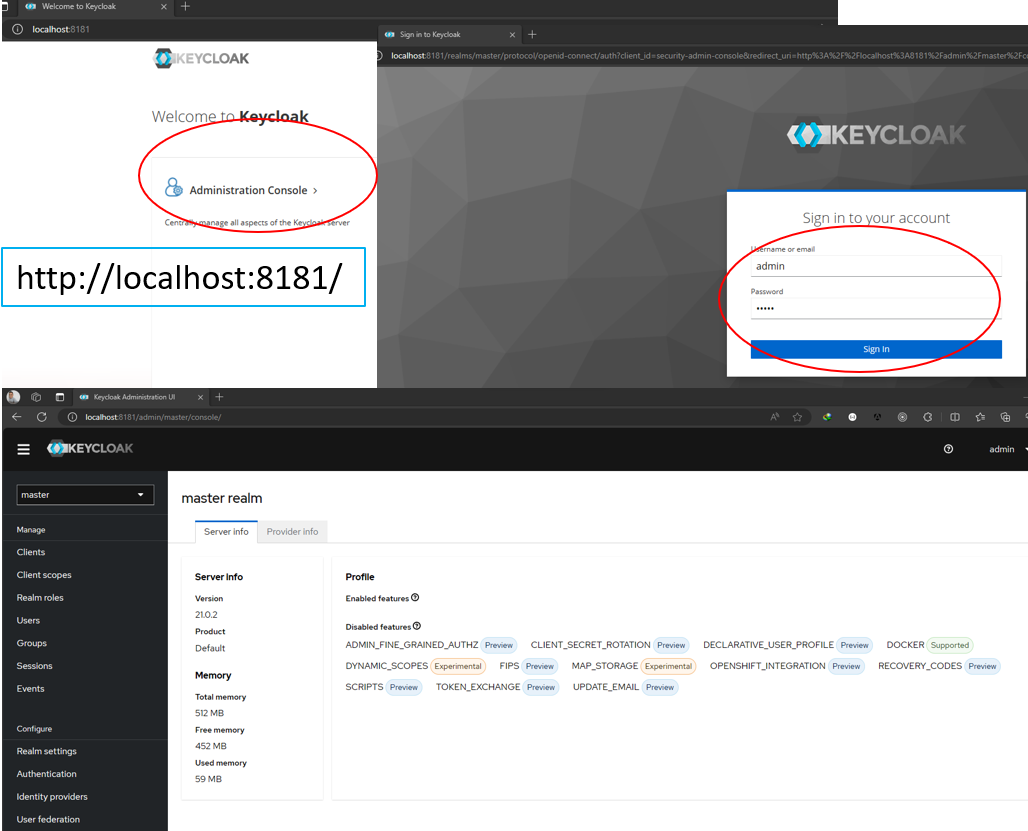 Welcome to Keycloak
localhost:8181
KEYCLOAK
Welcome to Keycloak
Administration Console
Centrally manage all aspects of the Keycloak server
http://localhost:8181/
Sign in to Keycloak
localhost:8181/realms/master/protocol/openid-connect/auth?client_id=security-admin-console&redirect_uri=http%3A%2F%2Flocalhost%3A8181%2Fadmin%2Fmaster%2Fc
KEYCLOAK
Sign in to your account
Username or email
admin
Password
•••••
Sign In
Keycloak Administration UI
localhost:8181/admin/master/console/
KEYCLOAK
admin
master
Manage
Clients
Client scopes
Realm roles
Users
Groups
Sessions
Events
Configure
Realm settings
Authentication
Identity providers
User federation
master realm
Server info
Provider info
Server info
Version
21.0.2
Product
Default
Memory
Total memory
512 MB
Free memory
452 MB
Used memory
59 MB
Profile
Enabled features
Disabled features
ADMIN_FINE_GRAINED_AUTHZ Preview CLIENT_SECRET_ROTATION Preview DECLARATIVE_USER_PROFILE Preview DOCKER Supported
DYNAMIC_SCOPES Experimental FIPS Preview MAP_STORAGE Experimental OPENSHIFT_INTEGRATION Preview RECOVERY_CODES Preview
SCRIPTS Preview TOKEN_EXCHANGE Preview UPDATE_EMAIL Preview